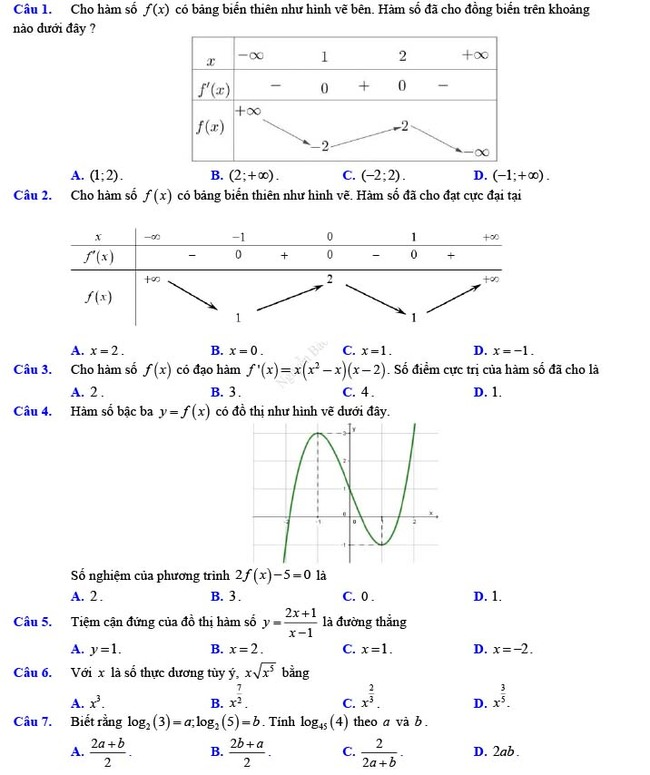 Câu 1. Cho hàm số f(x) có bảng biến thiên như hình vẽ bên. Hàm số đã cho đồng biến trên khoảng
nào dưới đây ?
x −∞ 1 2 +∞
f'(x) − 0 + 0 −
f(x) +∞ −2 2 −∞
A. (1;2). B. (2;+∞). C. (−2;2). D. (−1;+∞).
Câu 2. Cho hàm số f(x) có bảng biến thiên như hình vẽ. Hàm số đã cho đạt cực đại tại
x −∞ −1 0 1 +∞
f'(x) − 0 + 0 − 0 +
f(x) +∞ 1 2 1 +∞
A. x = 2. B. x = 0. C. x = 1. D. x = −1.
Câu 3. Cho hàm số f(x) có đạo hàm f'(x) = x(x² − x)(x − 2). Số điểm cực trị của hàm số đã cho là
A. 2. B. 3. C. 4. D. 1.
Câu 4. Hàm số bậc ba y = f(x) có đồ thị như hình vẽ dưới đây.
Số nghiệm của phương trình 2f(x) − 5 = 0 là
A. 2. B. 3. C. 0. D. 1.
Câu 5. Tiệm cận đứng của đồ thị hàm số y = (2x+1)/(x−1) là đường thẳng
A. y = 1. B. x = 2. C. x = 1. D. x = −2.
Câu 6. Với x là số thực dương tùy ý, x√(x⁵) bằng
A. x³. B. x^(7/2). C. x^(2/3). D. x^(3/5).
Câu 7. Biết rằng log₂(3) = a; log₂(5) = b. Tính log₄₅(4) theo a và b.
A. (2a+b)/2. B. (2b+a)/2. C. 2/(2a+b). D. 2ab.